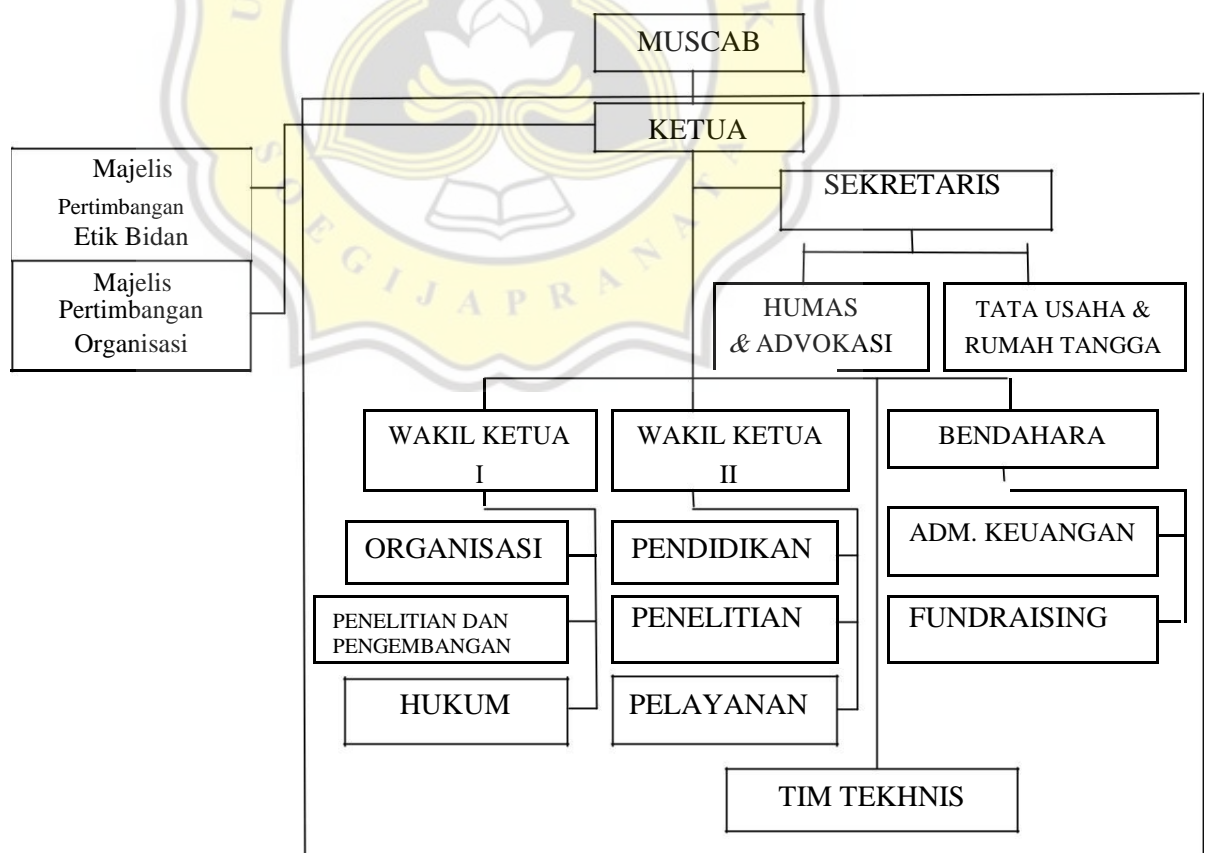 MUSCAB
KETUA
Majelis
Pertimbangan
Etik Bidan
Majelis
Pertimbangan
Organisasi
SEKRETARIS
HUMAS
& ADVOKASI
TATA USAHA &
RUMAH TANGGA
WAKIL KETUA
I
WAKIL KETUA
II
BENDAHARA
ORGANISASI
PENELITIAN DAN
PENGEMBANGAN
HUKUM
PENDIDIKAN
PENELITIAN
PELAYANAN
ADM. KEUANGAN
FUNDRAISING
TIM TEKHNIS
SOEGIJAPRANATA